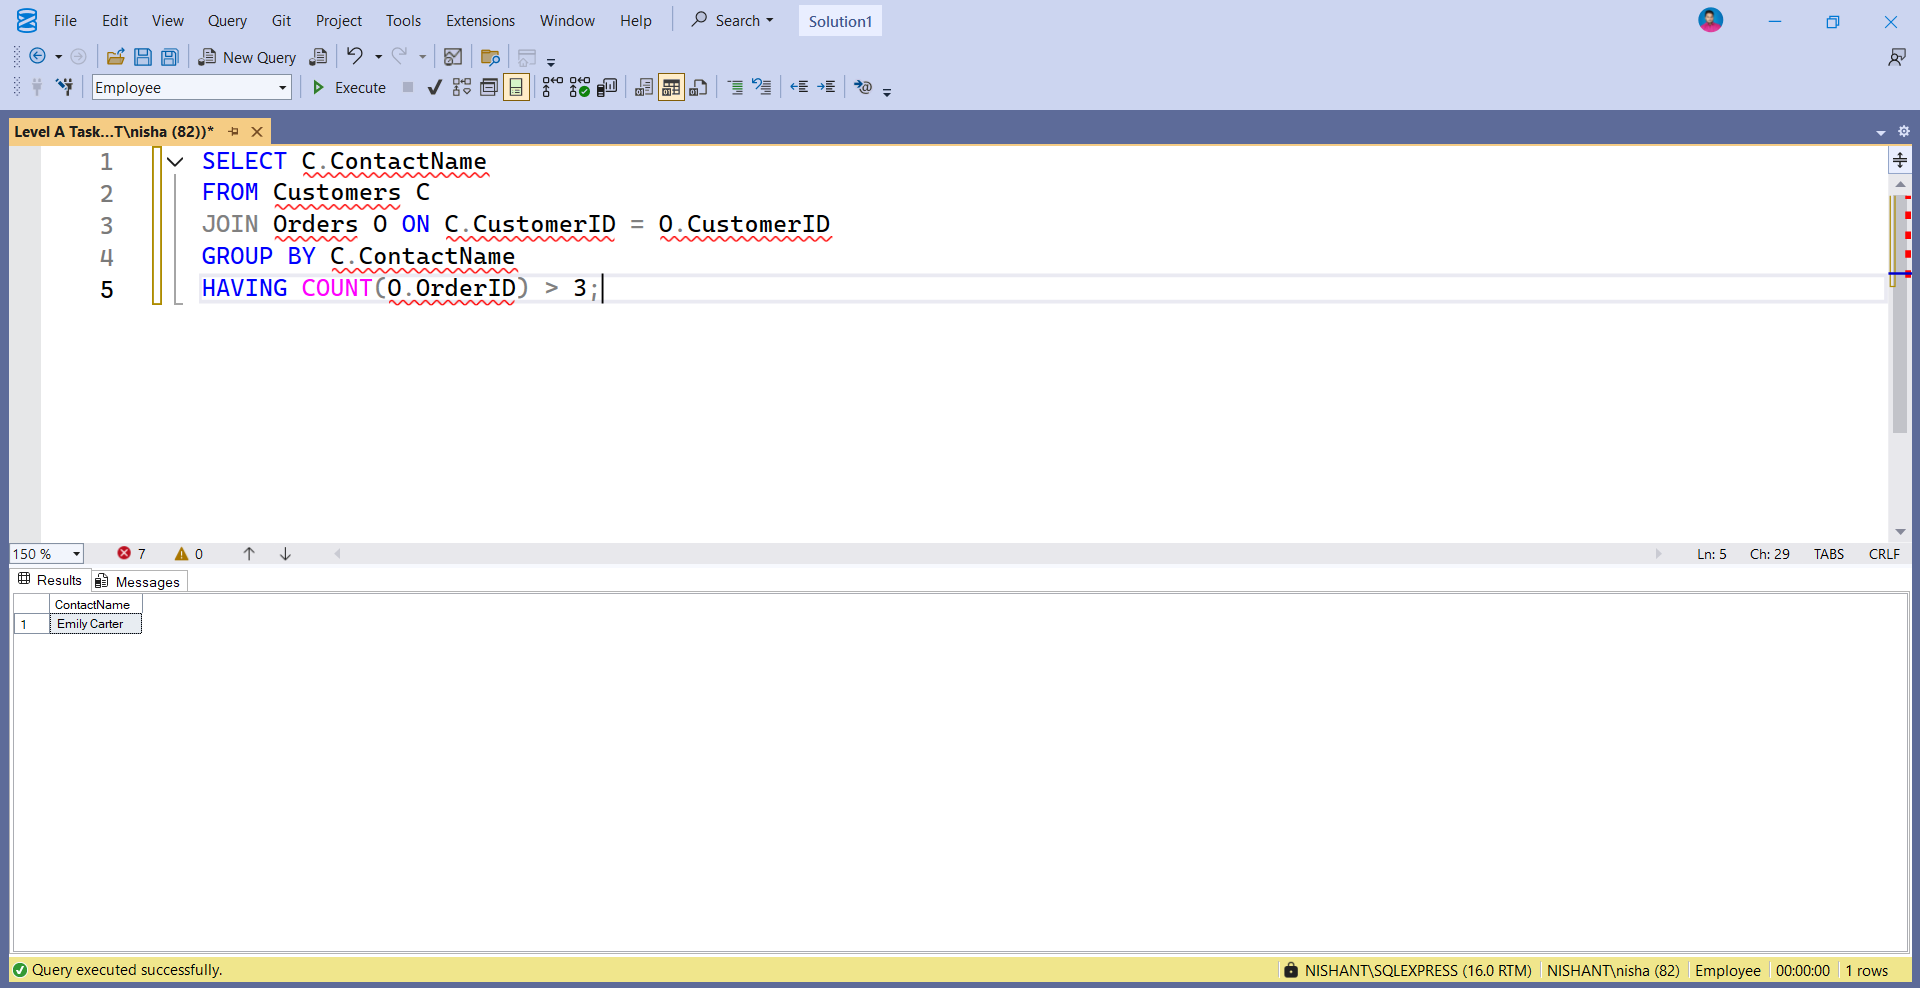 File Edit View Query Git Project Tools Extensions Window Help Search Solution1
New Query
Employee Execute
Level A Task...T\nisha (82))*
1 SELECT C.ContactName
2 FROM Customers C
3 JOIN Orders O ON C.CustomerID = O.CustomerID
4 GROUP BY C.ContactName
5 HAVING COUNT(O.OrderID) > 3;
150 % 7 0 Ln: 5 Ch: 29 TABS CRLF
Results Messages
ContactName
1 Emily Carter
Query executed successfully. NISHANT\SQLEXPRESS (16.0 RTM) NISHANT\nisha (82) Employee 00:00:00 1 rows